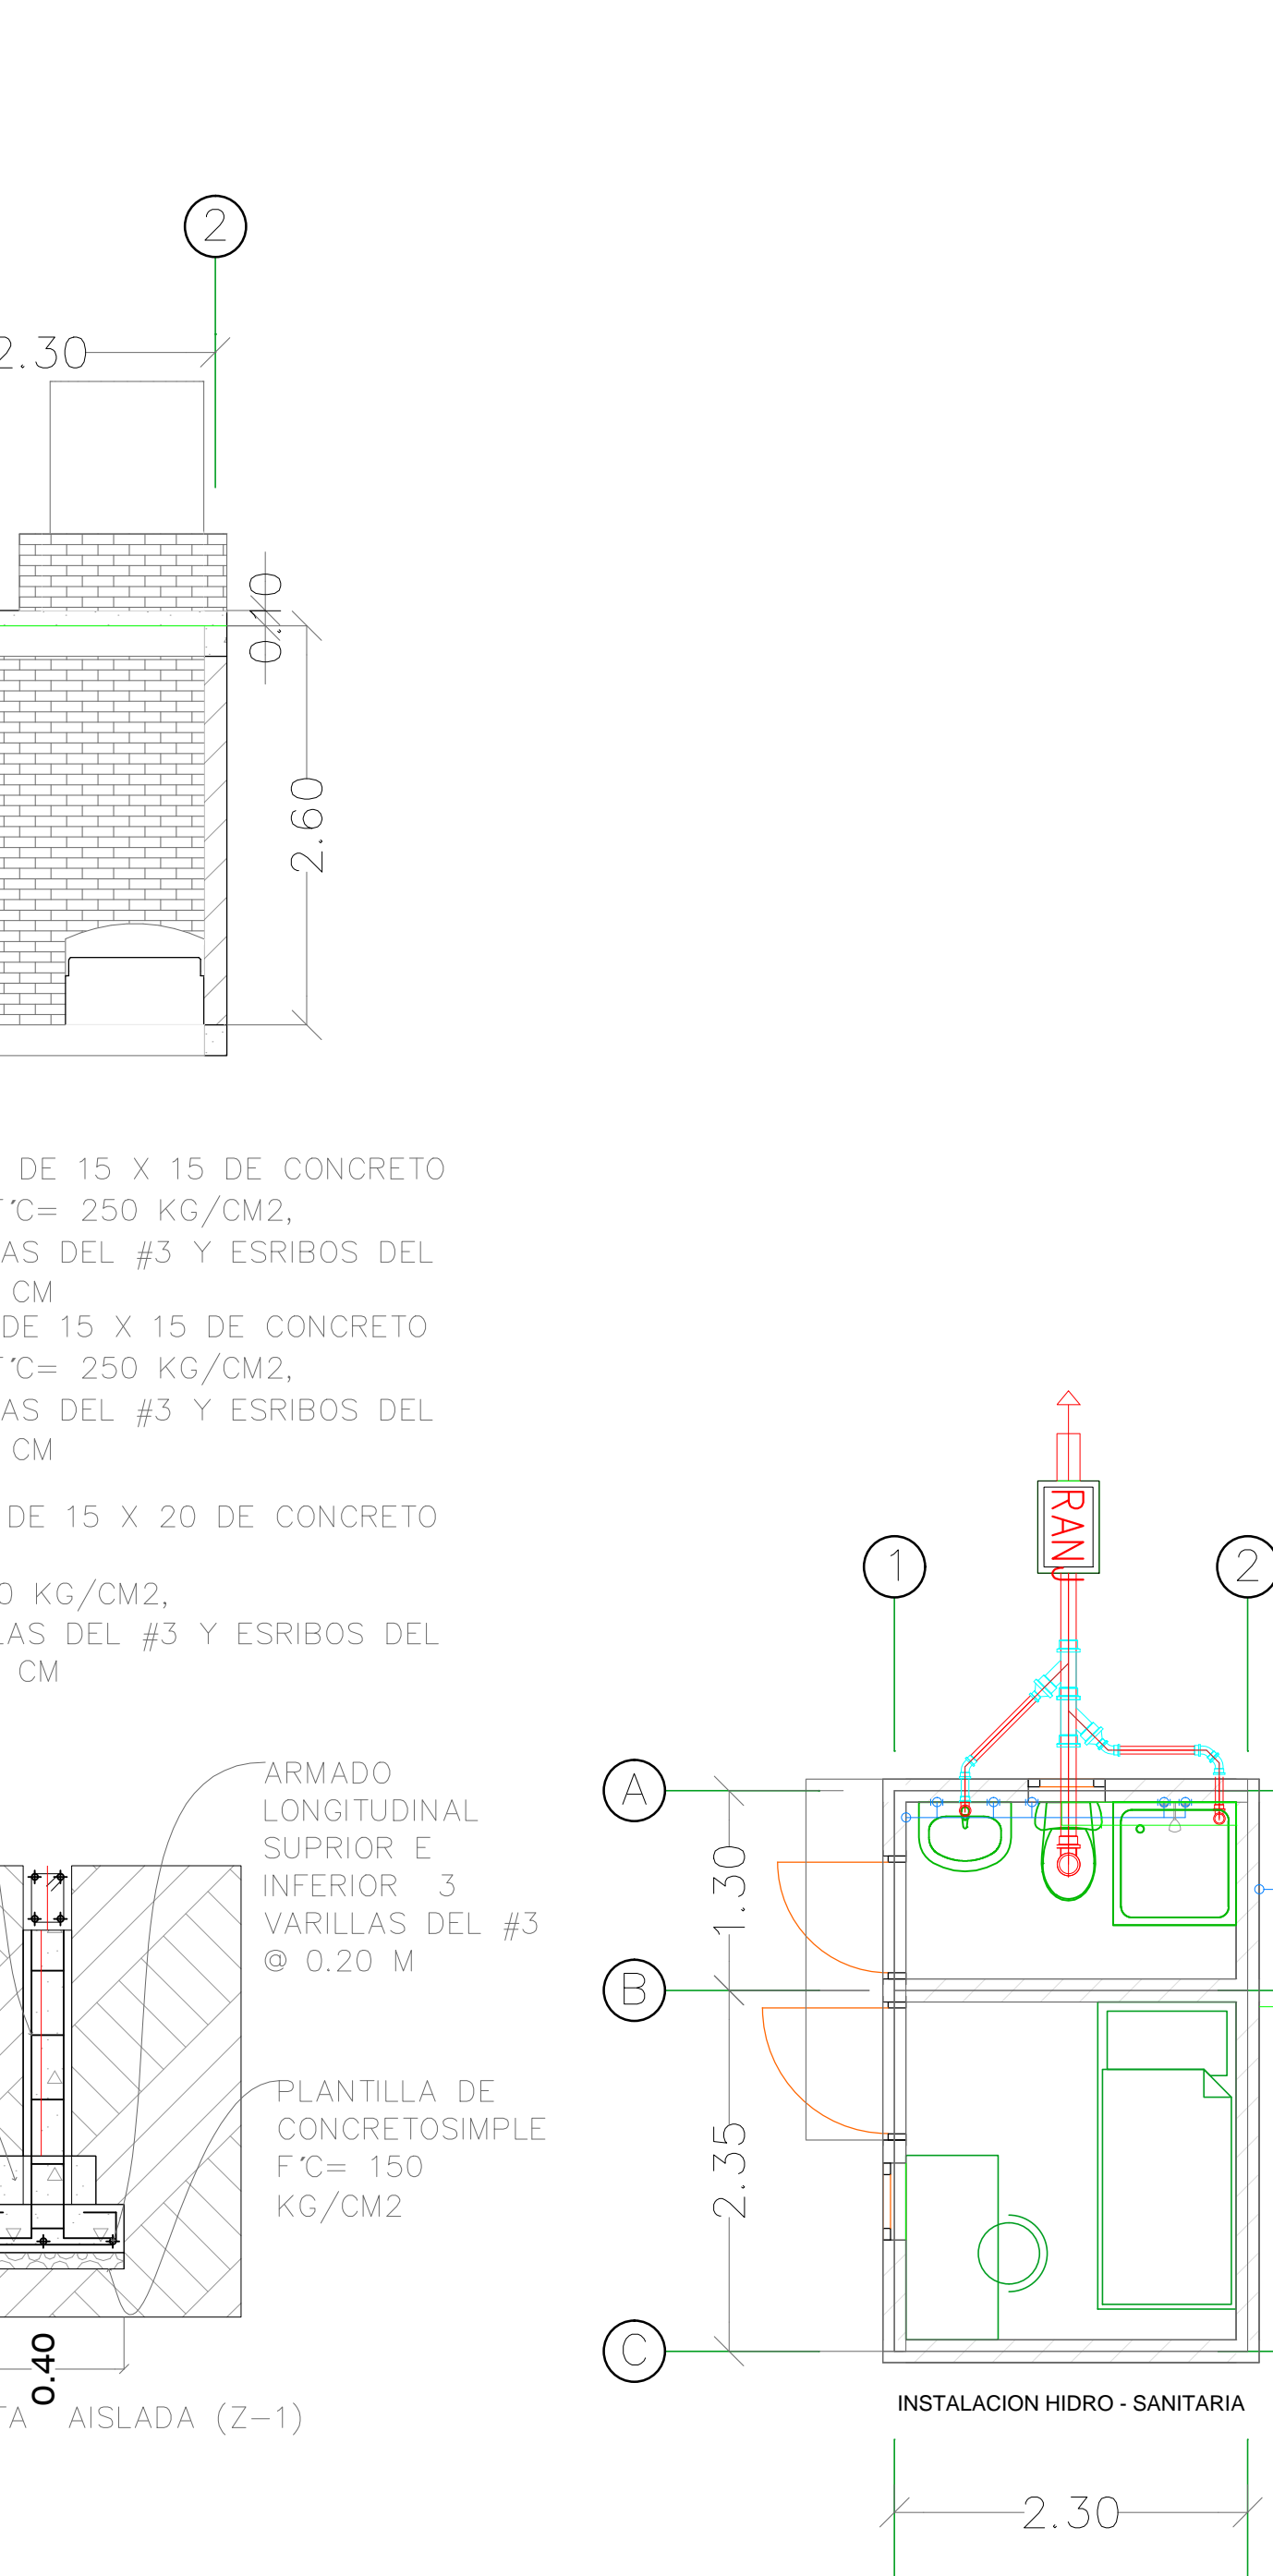 2
2.30
0.10
2.60
DE 15 X 15 DE CONCRETO
F´C= 250 KG/CM2,
AS DEL #3 Y ESRIBOS DEL
CM
DE 15 X 15 DE CONCRETO
F´C= 250 KG/CM2,
AS DEL #3 Y ESRIBOS DEL
CM
DE 15 X 20 DE CONCRETO
0 KG/CM2,
LAS DEL #3 Y ESRIBOS DEL
CM
ARMADO
LONGITUDINAL
SUPRIOR E
INFERIOR 3
VARILLAS DEL #3
@ 0.20 M
PLANTILLA DE
CONCRETOSIMPLE
F´C= 150
KG/CM2
0.40
TA AISLADA (Z-1)
RANU
1
2
A
1.30
B
2.35
C
INSTALACION HIDRO - SANITARIA
2.30